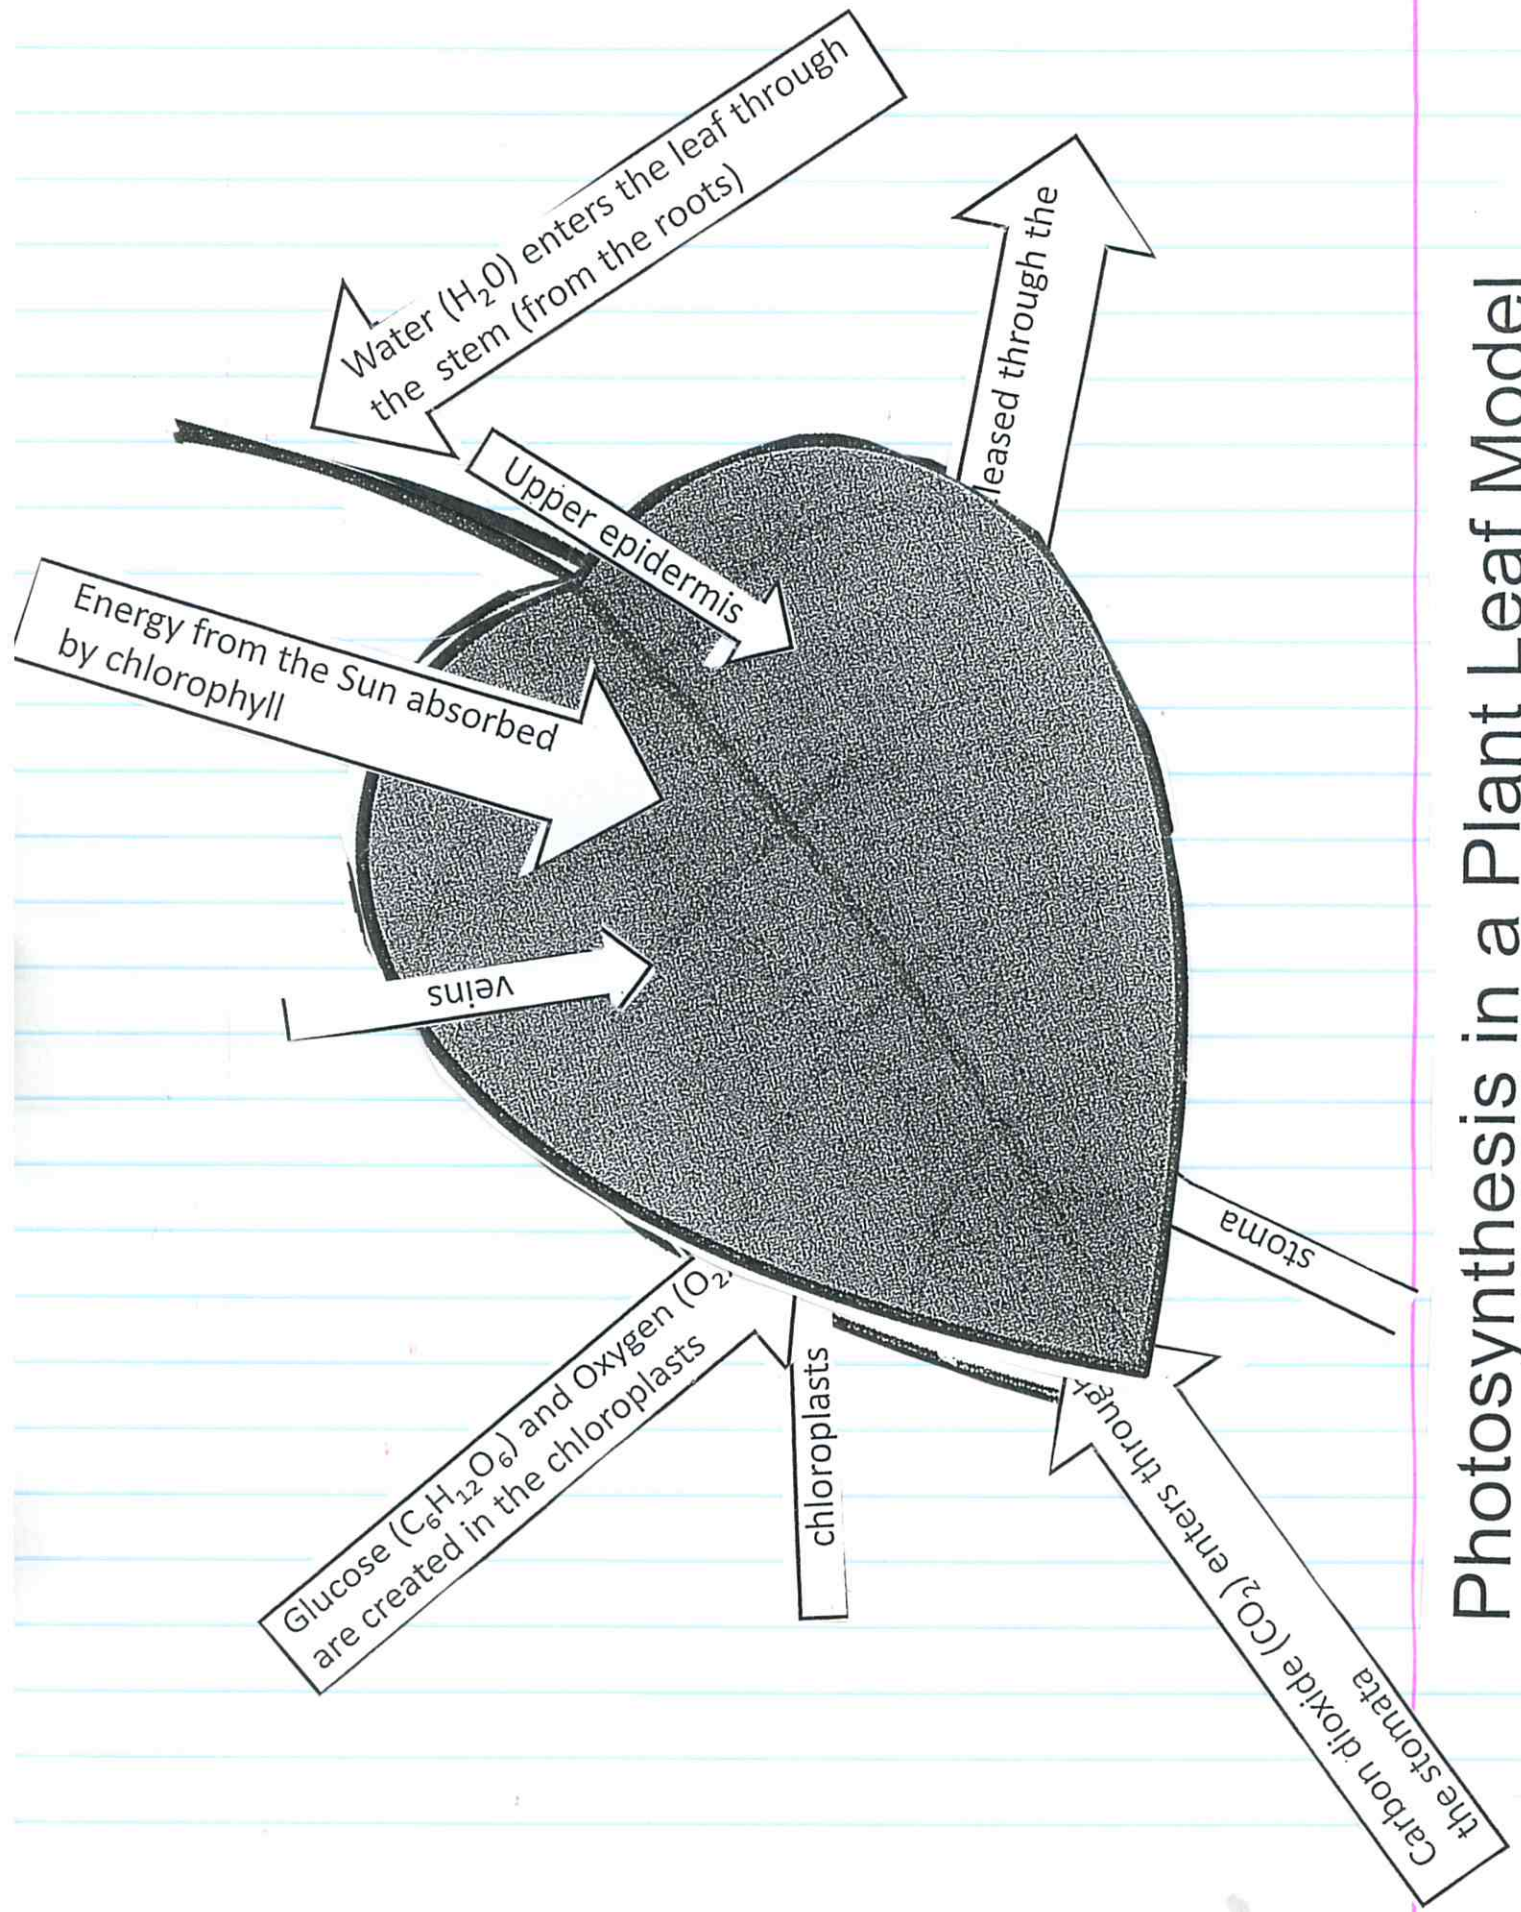 Photosynthesis in a Plant Leaf Model
Energy from the Sun absorbed
by chlorophyll
Water (H₂0) enters the leaf through
the stem (from the roots)
Upper epidermis
veins
through the
Glucose (C₆H₁₂O₆) and Oxygen (O₂
are created in the chloroplasts
chloroplasts
stoma
Carbon dioxide (CO₂) enters through
the stomata